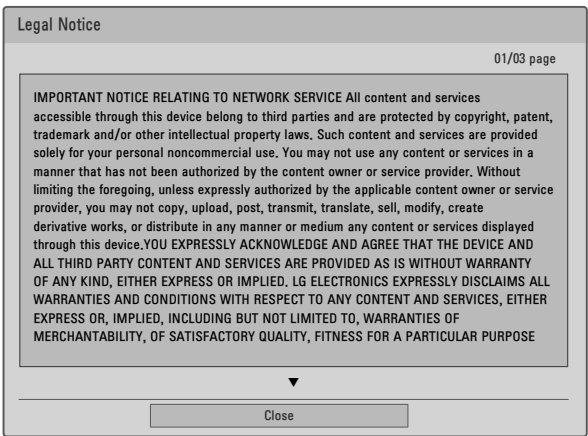 Legal Notice
01/03 page
IMPORTANT NOTICE RELATING TO NETWORK SERVICE All content and services
accessible through this device belong to third parties and are protected by copyright, patent,
trademark and/or other intellectual property laws. Such content and services are provided
solely for your personal noncommercial use. You may not use any content or services in a
manner that has not been authorized by the content owner or service provider. Without
limiting the foregoing, unless expressly authorized by the applicable content owner or service
provider, you may not copy, upload, post, transmit, translate, sell, modify, create
derivative works, or distribute in any manner or medium any content or services displayed
through this device.YOU EXPRESSLY ACKNOWLEDGE AND AGREE THAT THE DEVICE AND
ALL THIRD PARTY CONTENT AND SERVICES ARE PROVIDED AS IS WITHOUT WARRANTY
OF ANY KIND, EITHER EXPRESS OR IMPLIED. LG ELECTRONICS EXPRESSLY DISCLAIMS ALL
WARRANTIES AND CONDITIONS WITH RESPECT TO ANY CONTENT AND SERVICES, EITHER
EXPRESS OR, IMPLIED, INCLUDING BUT NOT LIMITED TO, WARRANTIES OF
MERCHANTABILITY, OF SATISFACTORY QUALITY, FITNESS FOR A PARTICULAR PURPOSE
Close